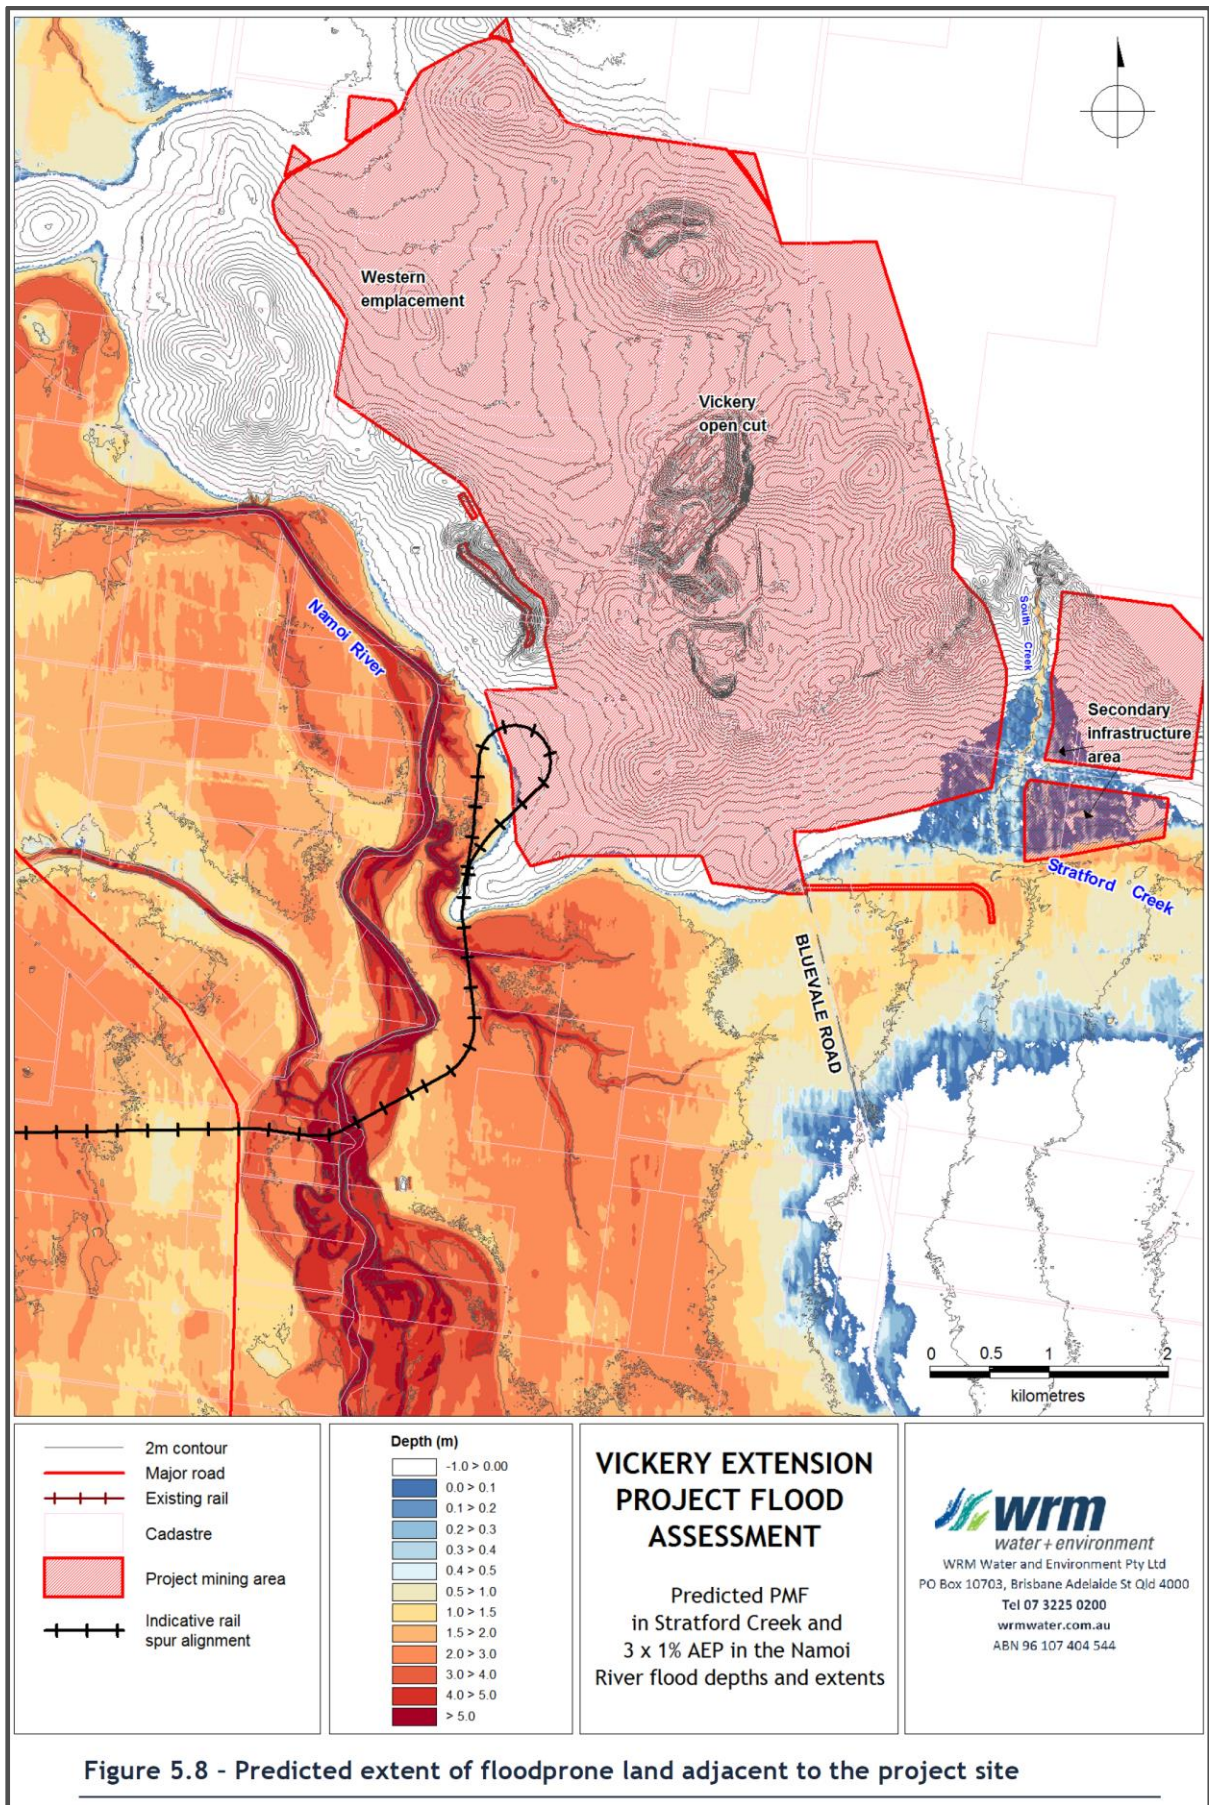 Western
emplacement
Vickery
open cut
Namoi River
South Creek
Secondary
infrastructure
area
Stratford Creek
BLUEVALE ROAD
0 0.5 1 2
kilometres
2m contour
Major road
Existing rail
Cadastre
Project mining area
Indicative rail
spur alignment
Depth (m)
-1.0 > 0.00
0.0 > 0.1
0.1 > 0.2
0.2 > 0.3
0.3 > 0.4
0.4 > 0.5
0.5 > 1.0
1.0 > 1.5
1.5 > 2.0
2.0 > 3.0
3.0 > 4.0
4.0 > 5.0
> 5.0
VICKERY EXTENSION
PROJECT FLOOD
ASSESSMENT
Predicted PMF
in Stratford Creek and
3 x 1% AEP in the Namoi
River flood depths and extents
wrm
water + environment
WRM Water and Environment Pty Ltd
PO Box 10703, Brisbane Adelaide St Qld 4000
Tel 07 3225 0200
wrmwater.com.au
ABN 96 107 404 544
Figure 5.8 - Predicted extent of floodprone land adjacent to the project site